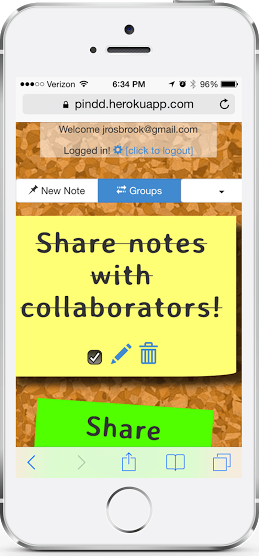 Verizon 6:34 PM 96%
pindd.herokuapp.com
Welcome jrosbrook@gmail.com
Logged in! [click to logout]
New Note Groups
Share notes
with
collaborators!
Share